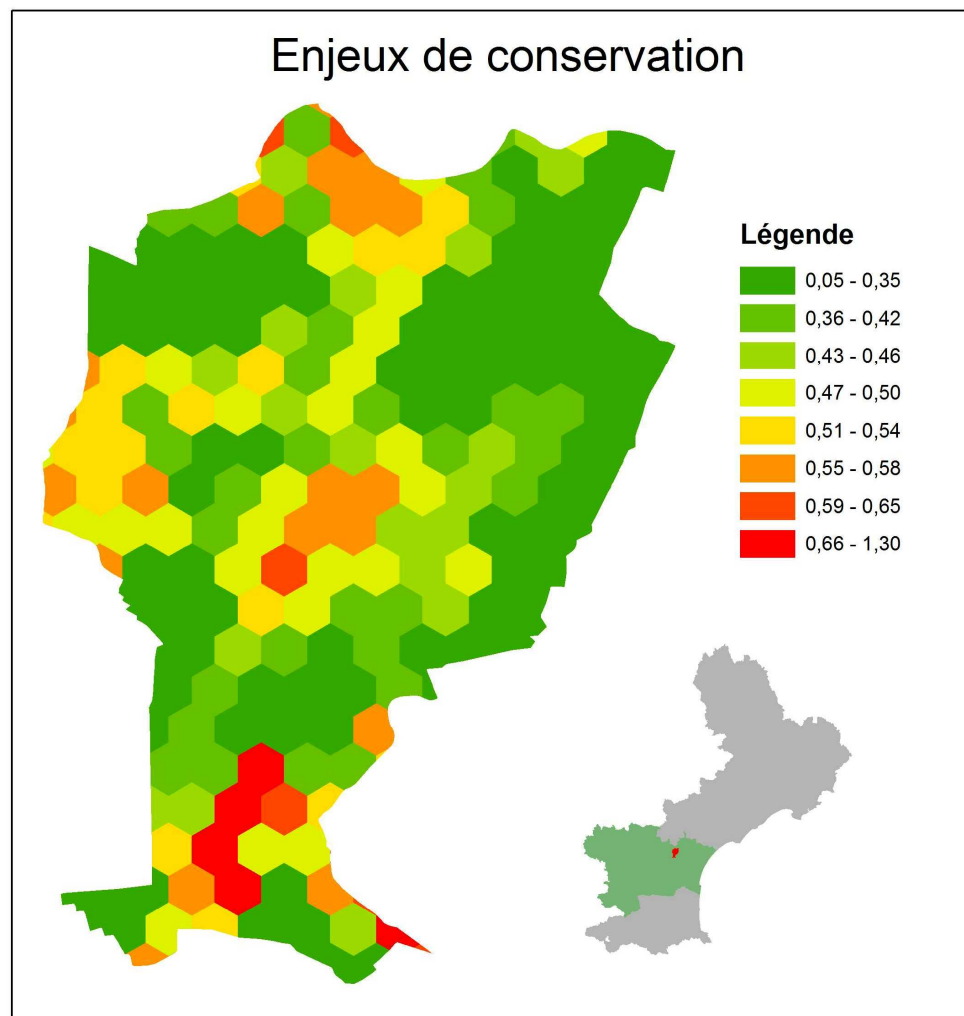 Enjeux de conservation
Légende
0,05 - 0,35
0,36 - 0,42
0,43 - 0,46
0,47 - 0,50
0,51 - 0,54
0,55 - 0,58
0,59 - 0,65
0,66 - 1,30